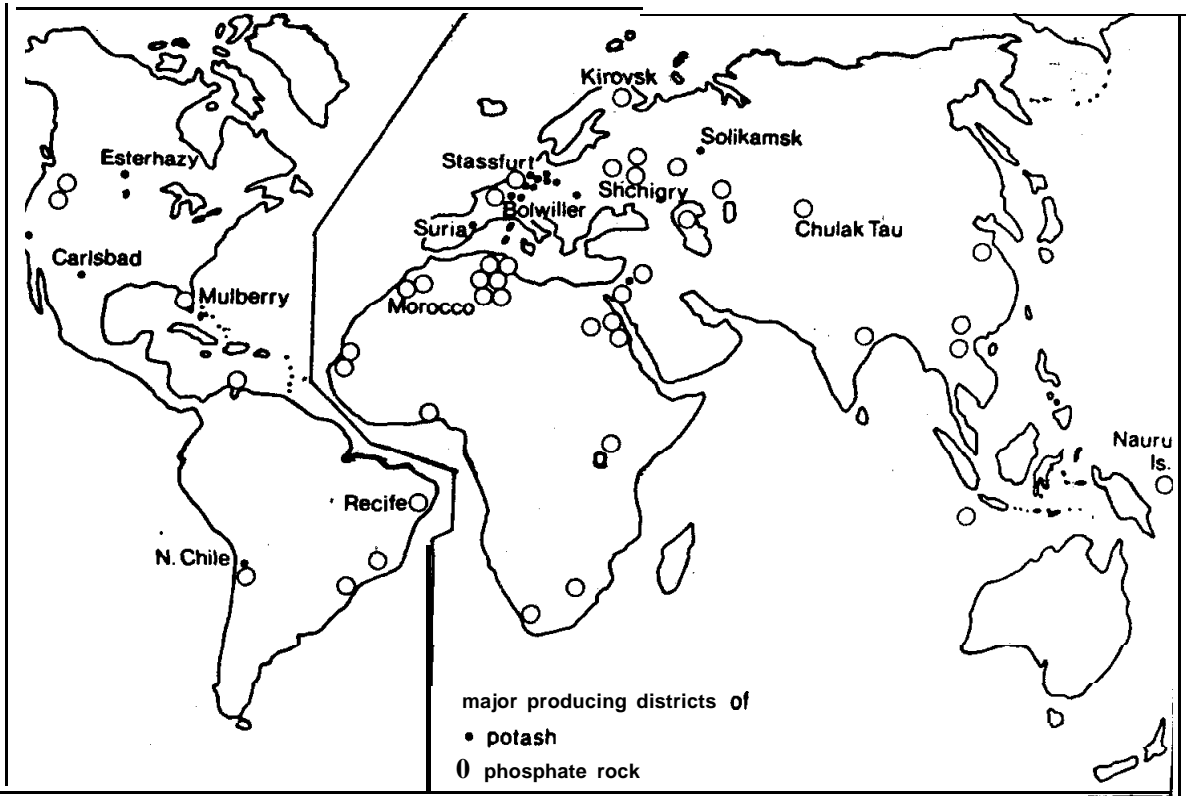 Kirovsk
Solikamsk
Esterhazy
Stassfurt
Shchigry
Bolwiller
Suria
Chulak Tau
Carlsbad
Mulberry
Morocco
Nauru
Is.
Recife
N. Chile
major producing districts of
• potash
0 phosphate rock